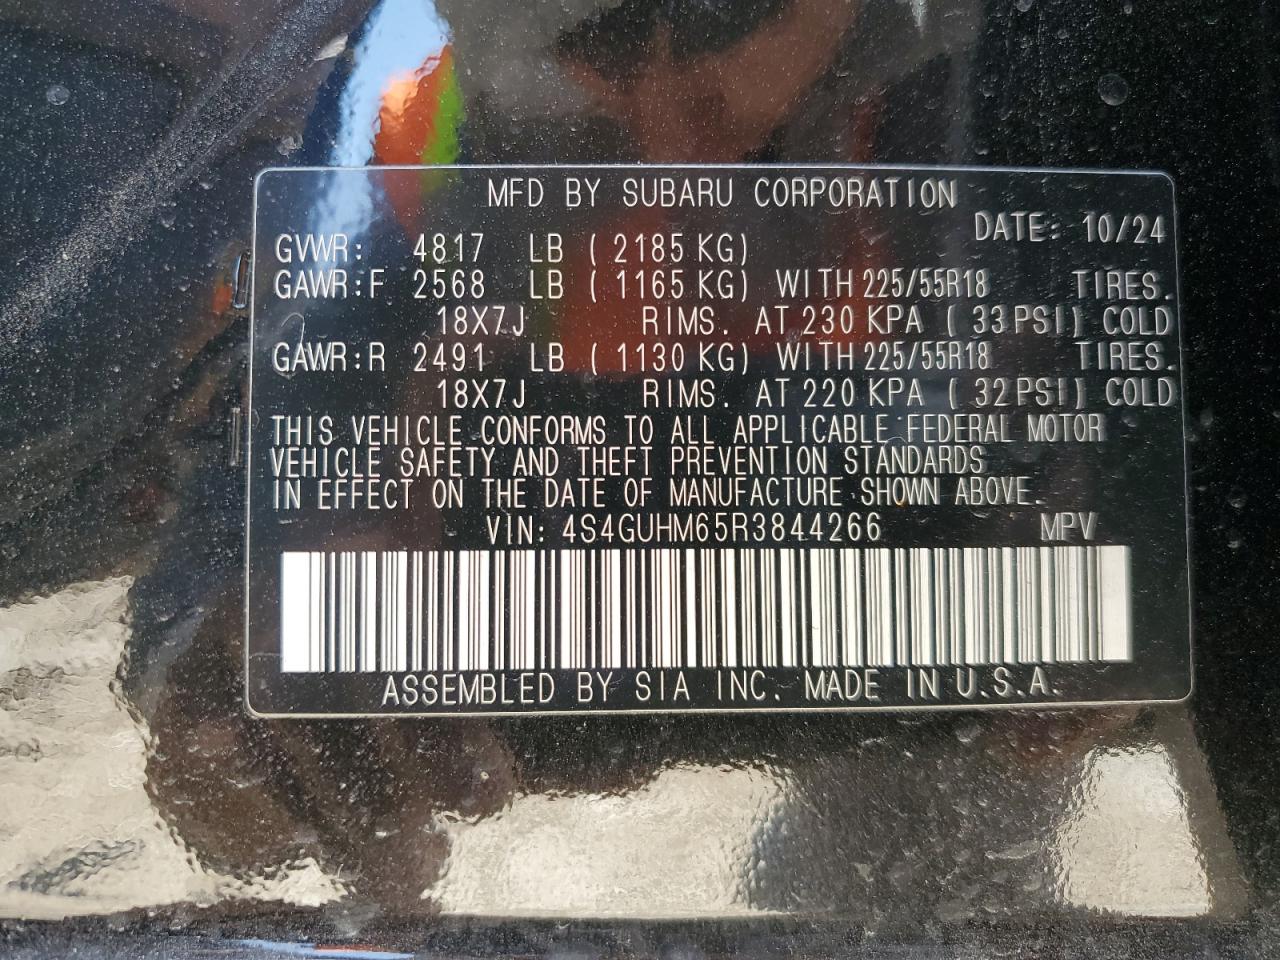 MFD BY SUBARU CORPORATION
DATE: 10/24
GVWR: 4817 LB ( 2185 KG)
GAWR:F 2568 LB ( 1165 KG) WITH 225/55R18 TIRES.
18X7J RIMS. AT 230 KPA ( 33 PSI) COLD
GAWR:R 2491 LB ( 1130 KG) WITH 225/55R18 TIRES.
18X7J RIMS. AT 220 KPA ( 32 PSI) COLD
THIS VEHICLE CONFORMS TO ALL APPLICABLE FEDERAL MOTOR
VEHICLE SAFETY AND THEFT PREVENTION STANDARDS
IN EFFECT ON THE DATE OF MANUFACTURE SHOWN ABOVE.
VIN: 4S4GUHM65R3844266 MPV
ASSEMBLED BY SIA INC. MADE IN U.S.A.